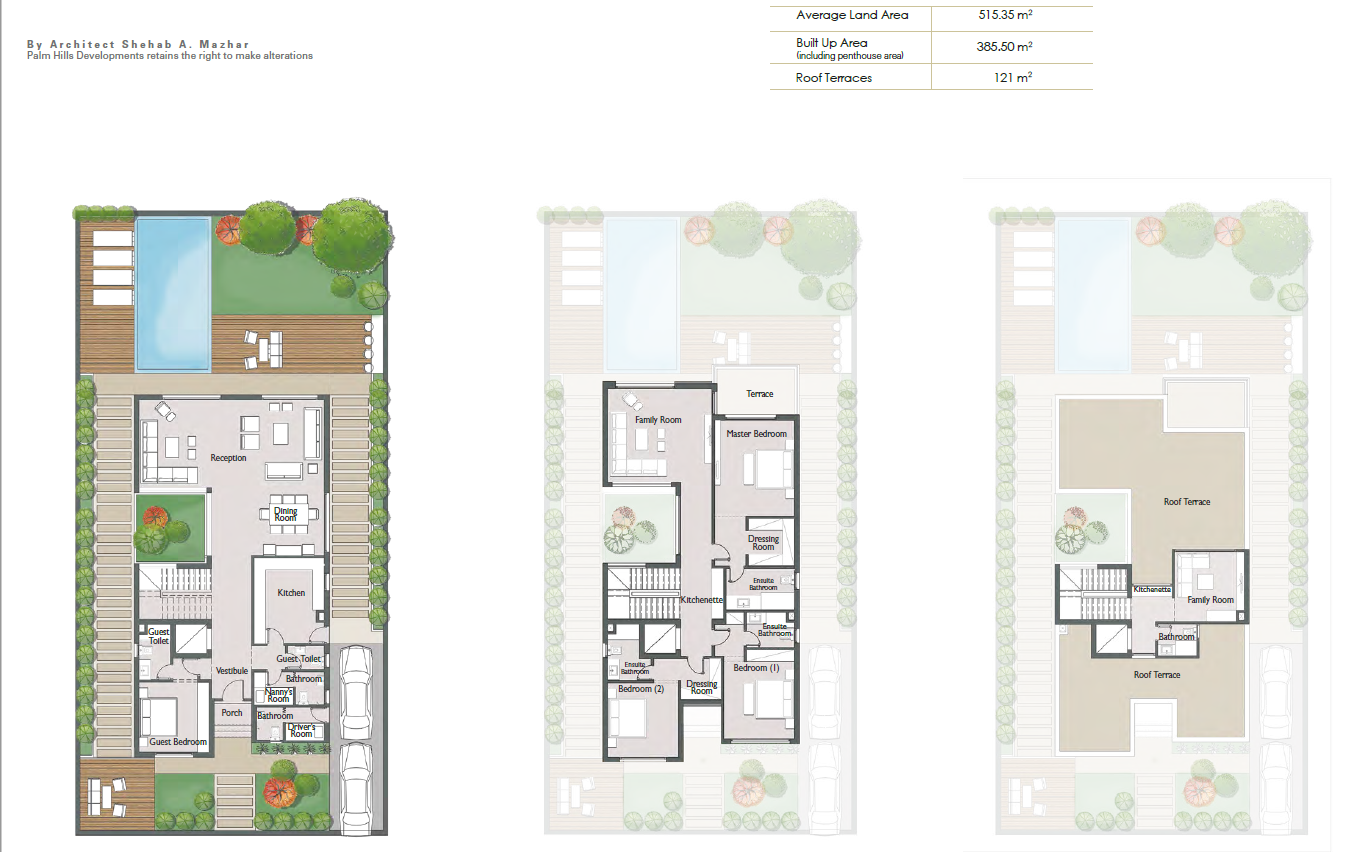 By Architect Shehab A. Mazhar
Palm Hills Developments retains the right to make alterations
Average Land Area 515.35 m²
Built Up Area 385.50 m²
(including penthouse area)
Roof Terraces 121 m²
Reception
Dining
Room
Kitchen
Guest
Toilet
Vestibule
Guest Toilet
Bathroom
Nanny's
Room
Porch
Bathroom
Driver's
Room
Guest Bedroom
Terrace
Family Room
Master Bedroom
Dressing
Room
Ensuite
Bathroom
Kitchenette
Ensuite
Bathroom
Ensuite
Bathroom
Bedroom (1)
Bedroom (2)
Dressing
Room
Roof Terrace
Kitchenette
Family Room
Bathroom
Roof Terrace